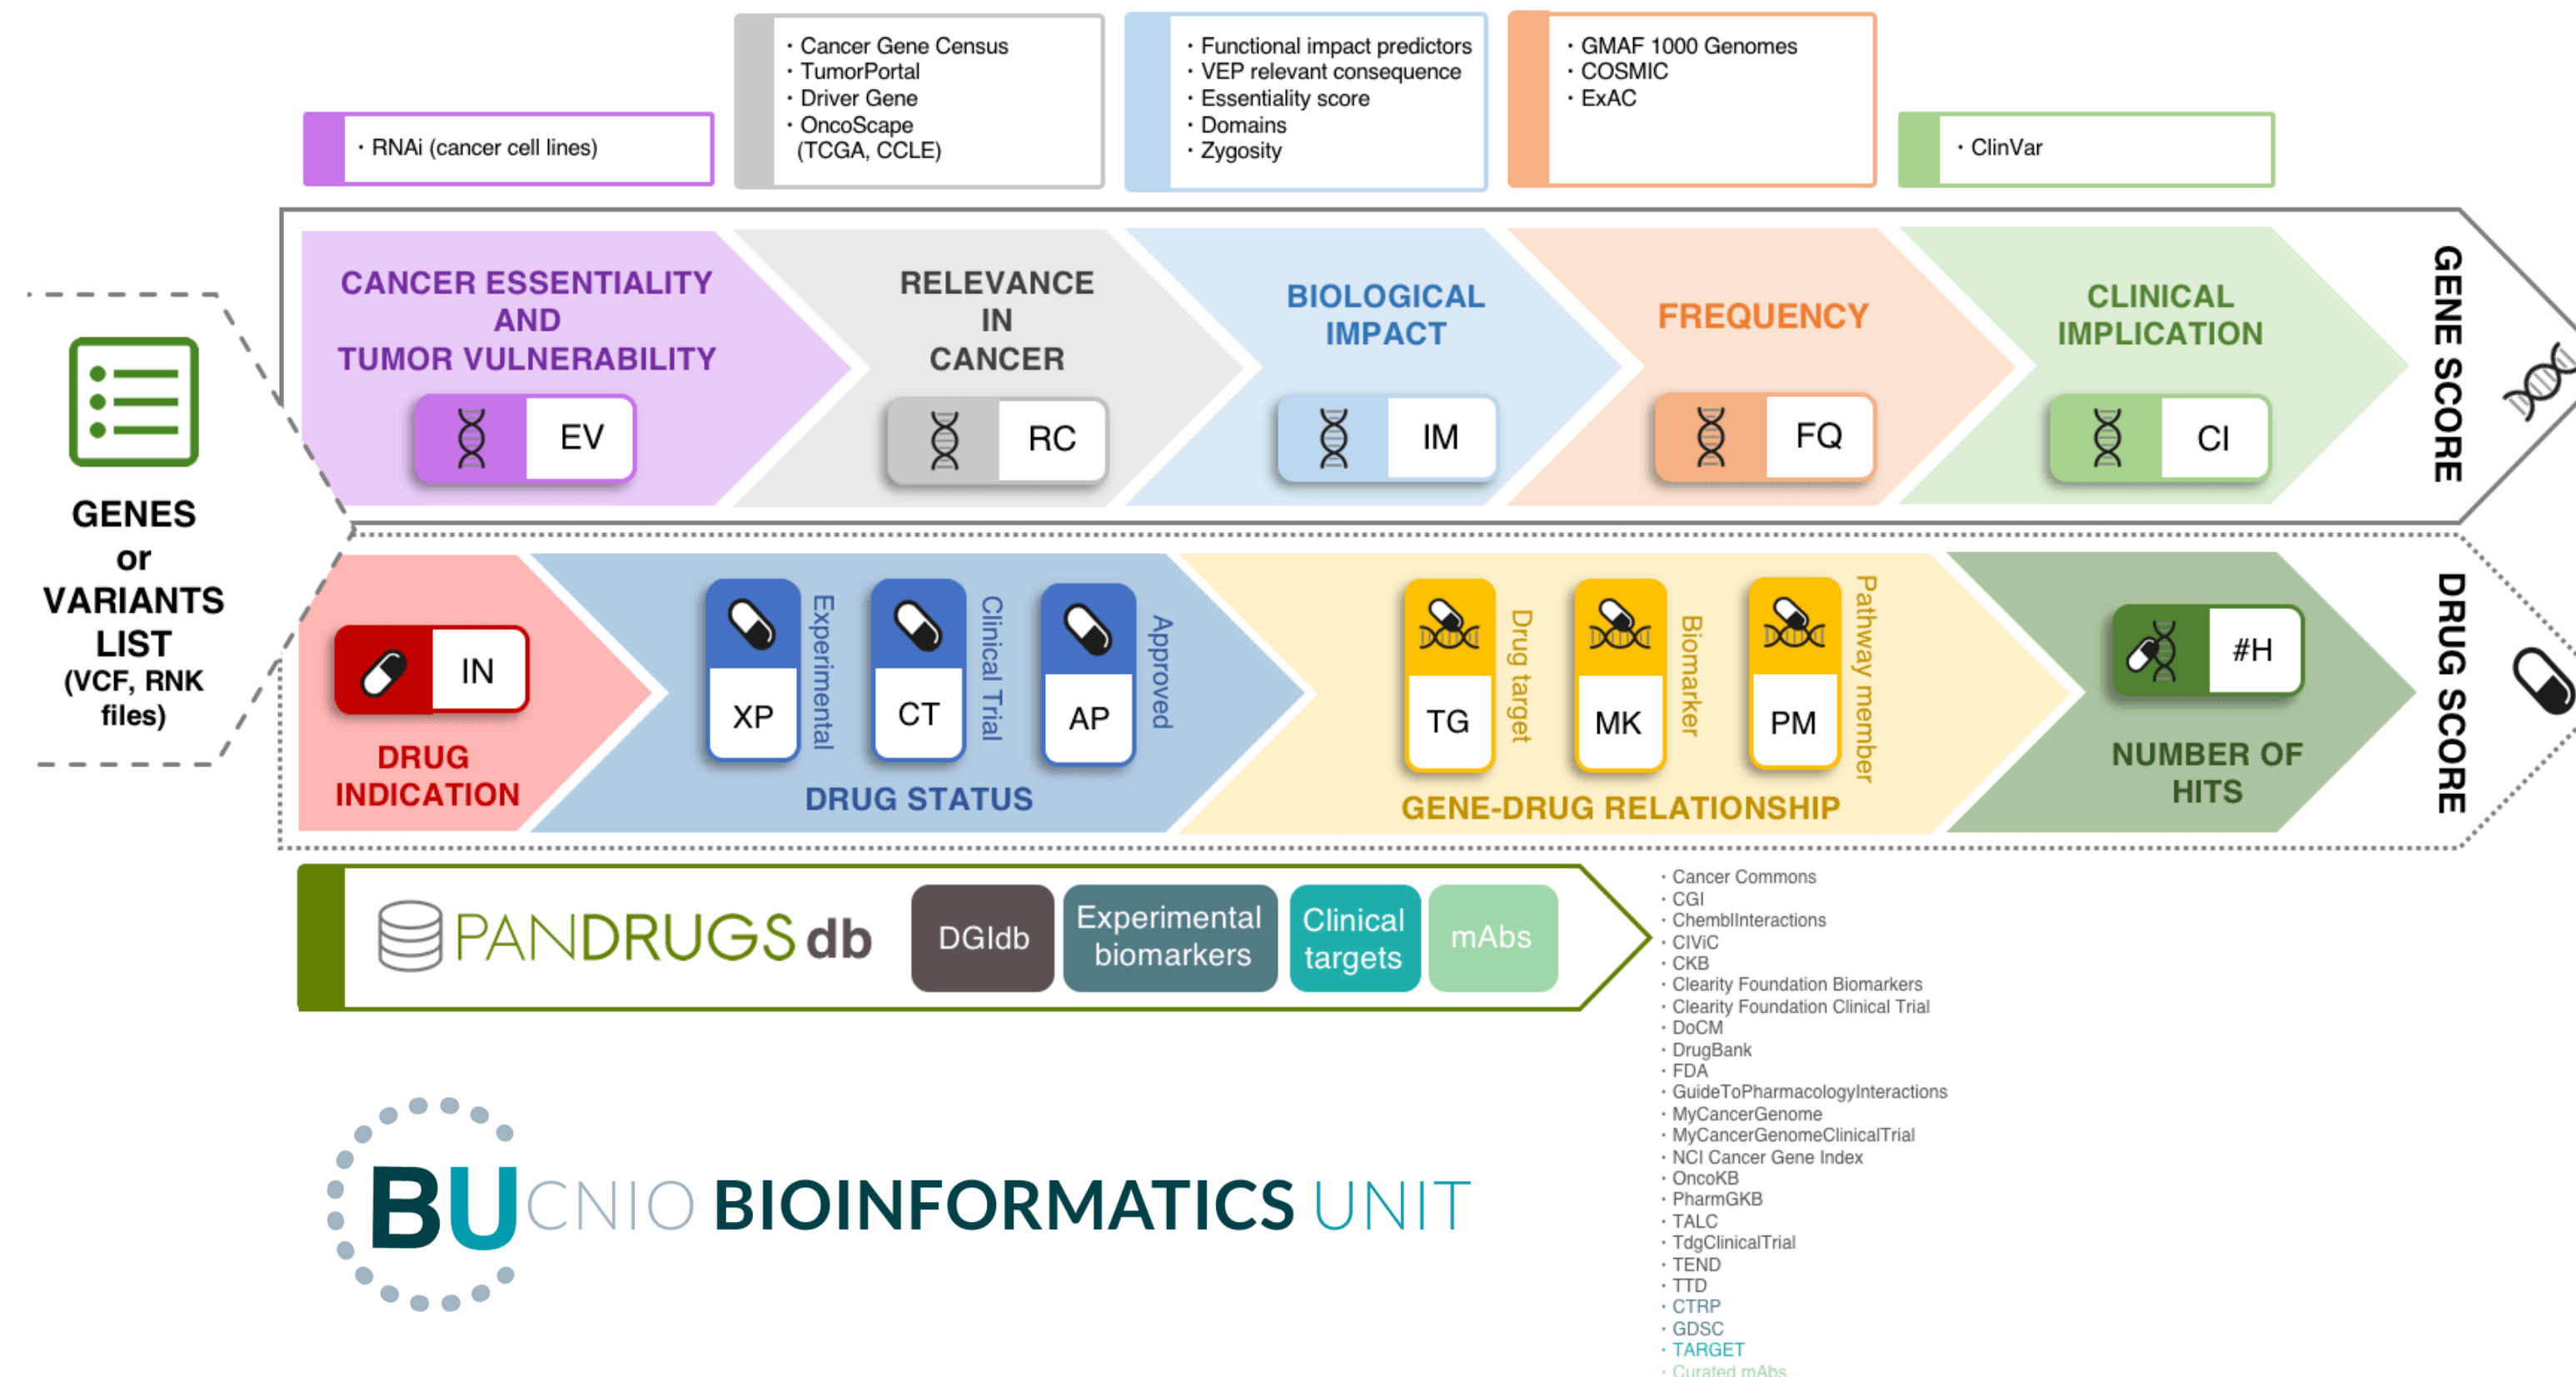 · Cancer Gene Census
· TumorPortal
· Driver Gene
· OncoScape
(TCGA, CCLE)
· Functional impact predictors
· VEP relevant consequence
· Essentiality score
· Domains
· Zygosity
· GMAF 1000 Genomes
· COSMIC
· ExAC
· RNAi (cancer cell lines)
· ClinVar
CANCER ESSENTIALITY
AND
TUMOR VULNERABILITY
EV
RELEVANCE
IN
CANCER
RC
BIOLOGICAL
IMPACT
IM
FREQUENCY
FQ
CLINICAL
IMPLICATION
CI
GENE SCORE
GENES
or
VARIANTS
LIST
(VCF, RNK
files)
IN
DRUG
INDICATION
XP
Experimental
CT
Clinical Trial
AP
Approved
DRUG STATUS
TG
Drug target
MK
Biomarker
PM
Pathway member
GENE-DRUG RELATIONSHIP
#H
NUMBER OF
HITS
DRUG SCORE
PANDRUGS db
DGIdb
Experimental
biomarkers
Clinical
targets
mAbs
· Cancer Commons
· CGI
· ChemblInteractions
· CIViC
· CKB
· Clearity Foundation Biomarkers
· Clearity Foundation Clinical Trial
· DoCM
· DrugBank
· FDA
· GuideToPharmacologyInteractions
· MyCancerGenome
· MyCancerGenomeClinicalTrial
· NCI Cancer Gene Index
· OncoKB
· PharmGKB
· TALC
· TdgClinicalTrial
· TEND
· TTD
· CTRP
· GDSC
· TARGET
· Curated mAbs
BU CNIO BIOINFORMATICS UNIT